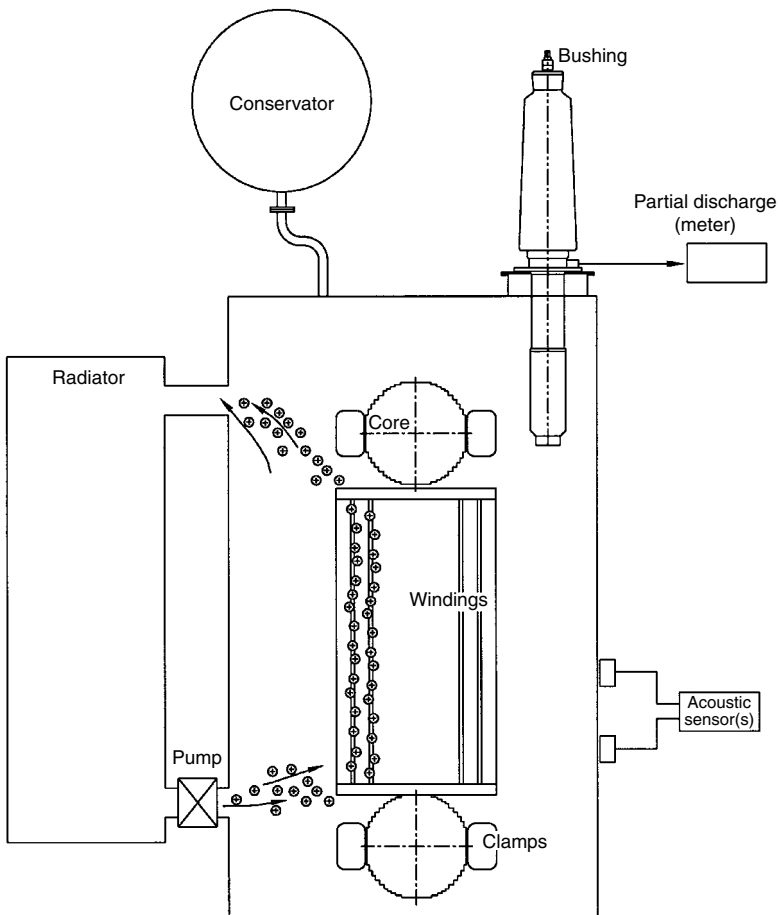 Bushing
Conservator
Partial discharge
(meter)
Radiator
Core
Windings
Acoustic
sensor(s)
Pump
Clamps